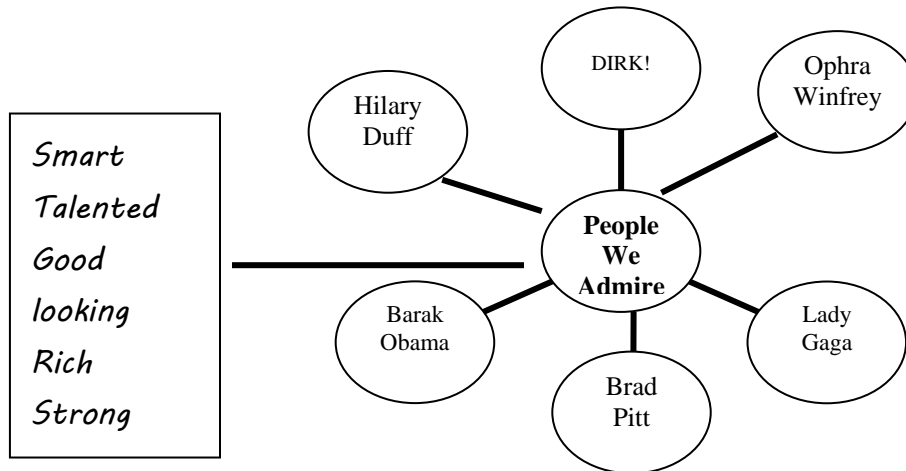 Smart
Talented
Good
looking
Rich
Strong
Hilary
Duff
DIRK!
Ophra
Winfrey
People
We
Admire
Barak
Obama
Brad
Pitt
Lady
Gaga